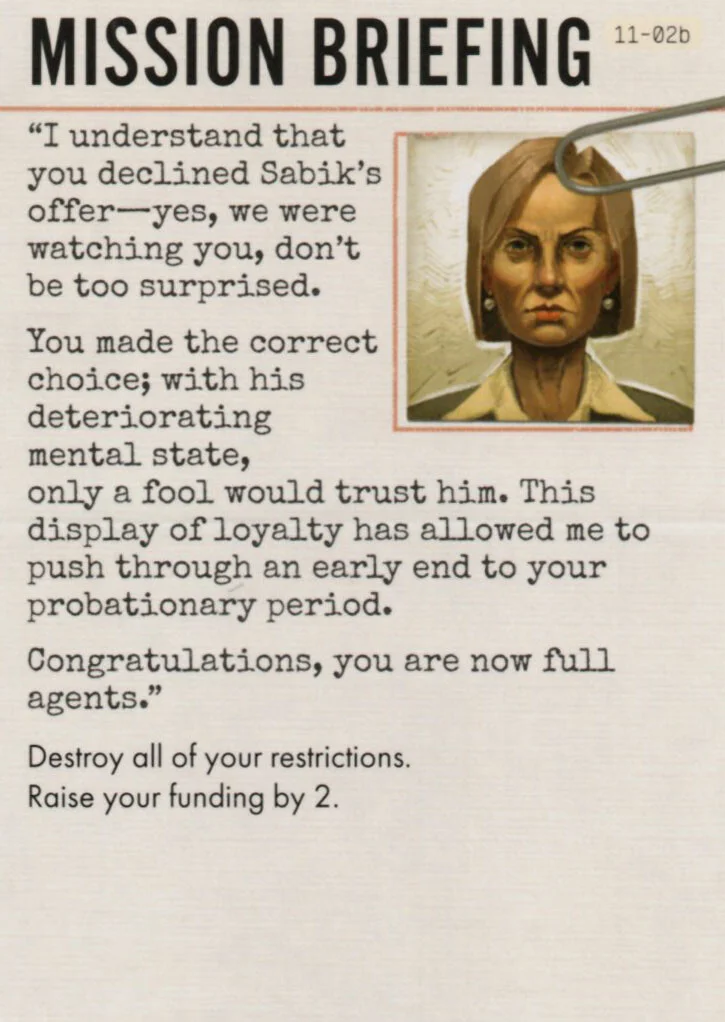 MISSION BRIEFING
11-02b
“I understand that
you declined Sabik’s
offer—yes, we were
watching you, don’t
be too surprised.
You made the correct
choice; with his
deteriorating
mental state,
only a fool would trust him. This
display of loyalty has allowed me to
push through an early end to your
probationary period.
Congratulations, you are now full
agents.”
Destroy all of your restrictions.
Raise your funding by 2.